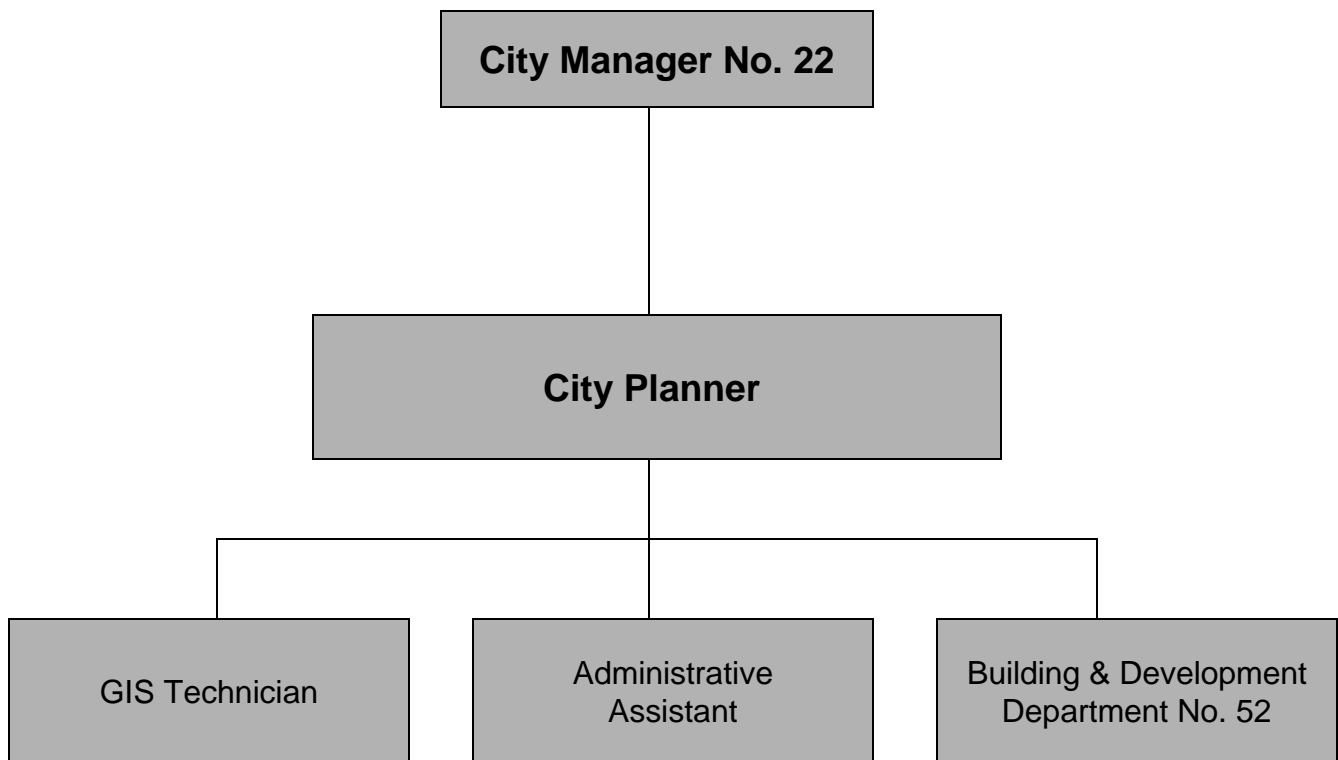 City Manager No. 22
City Planner
GIS Technician
Administrative
Assistant
Building & Development
Department No. 52